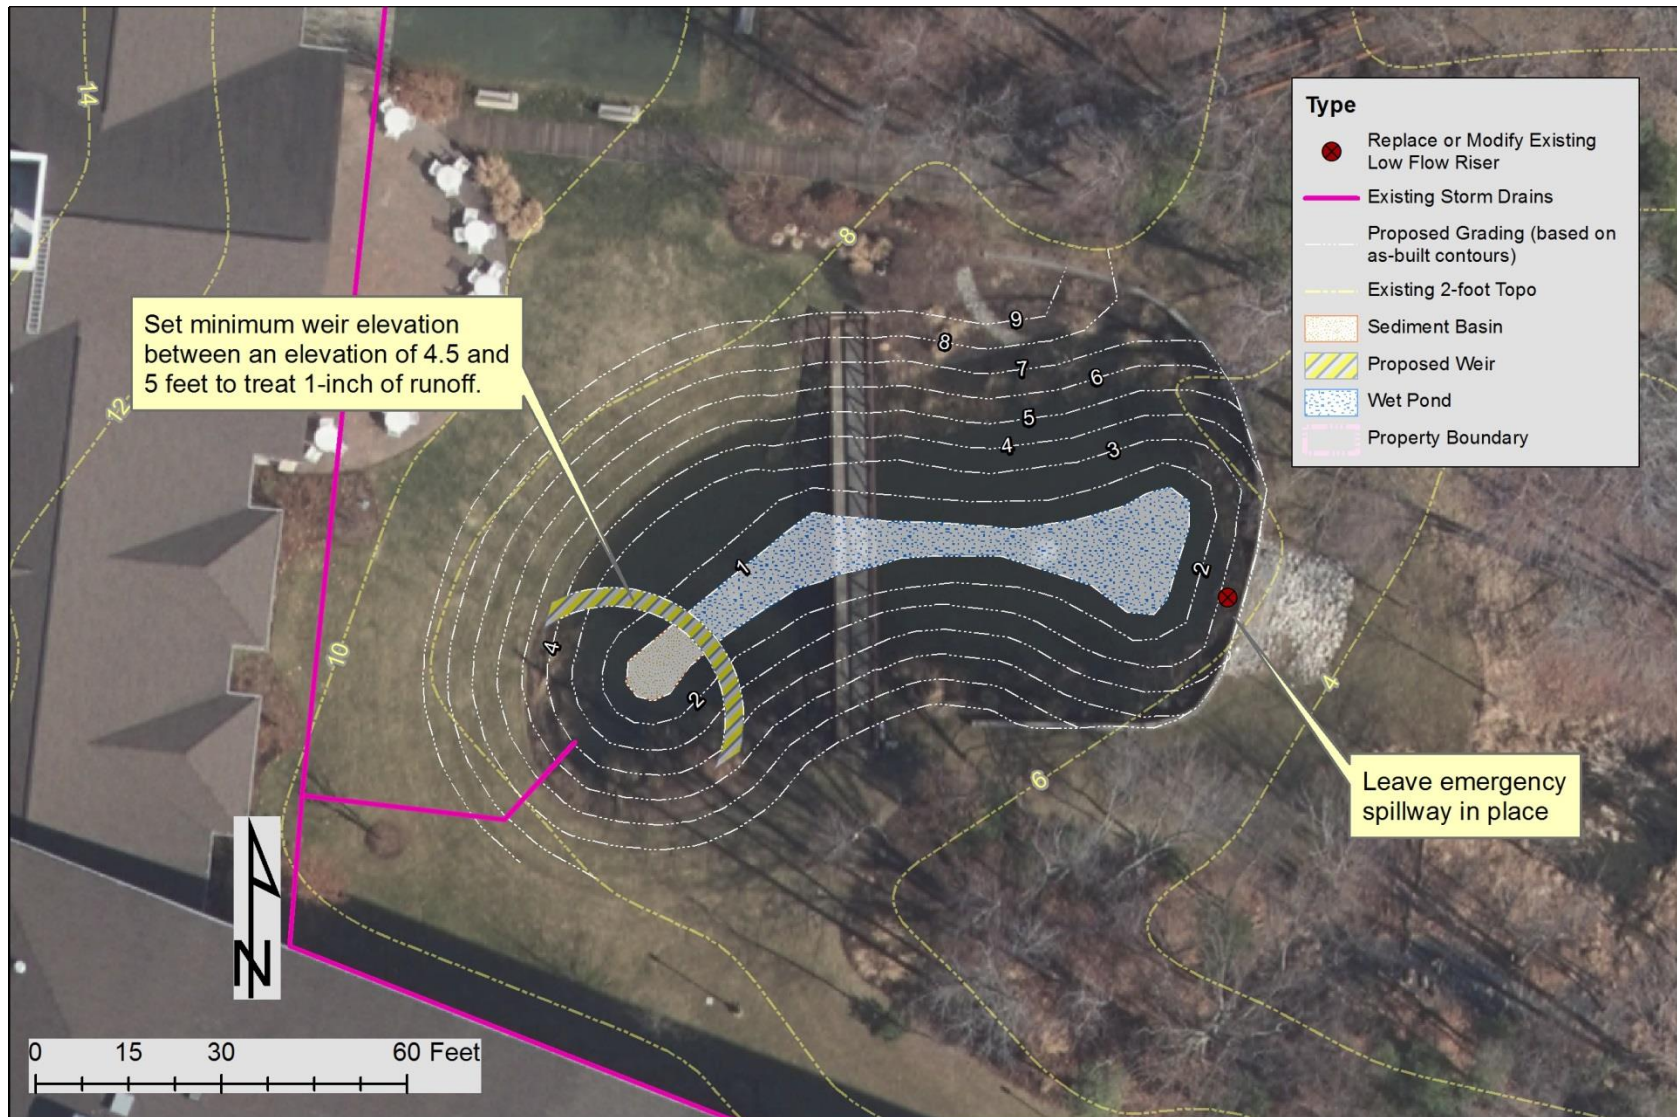 14
Type
Replace or Modify Existing
Low Flow Riser
Existing Storm Drains
Proposed Grading (based on
as-built contours)
Existing 2-foot Topo
Sediment Basin
Proposed Weir
Wet Pond
Property Boundary
8
Set minimum weir elevation
between an elevation of 4.5 and
5 feet to treat 1-inch of runoff.
9
8
7
6
12
5
4
3
1
2
4
10
2
4
6
Leave emergency
spillway in place
N
0 15 30 60 Feet